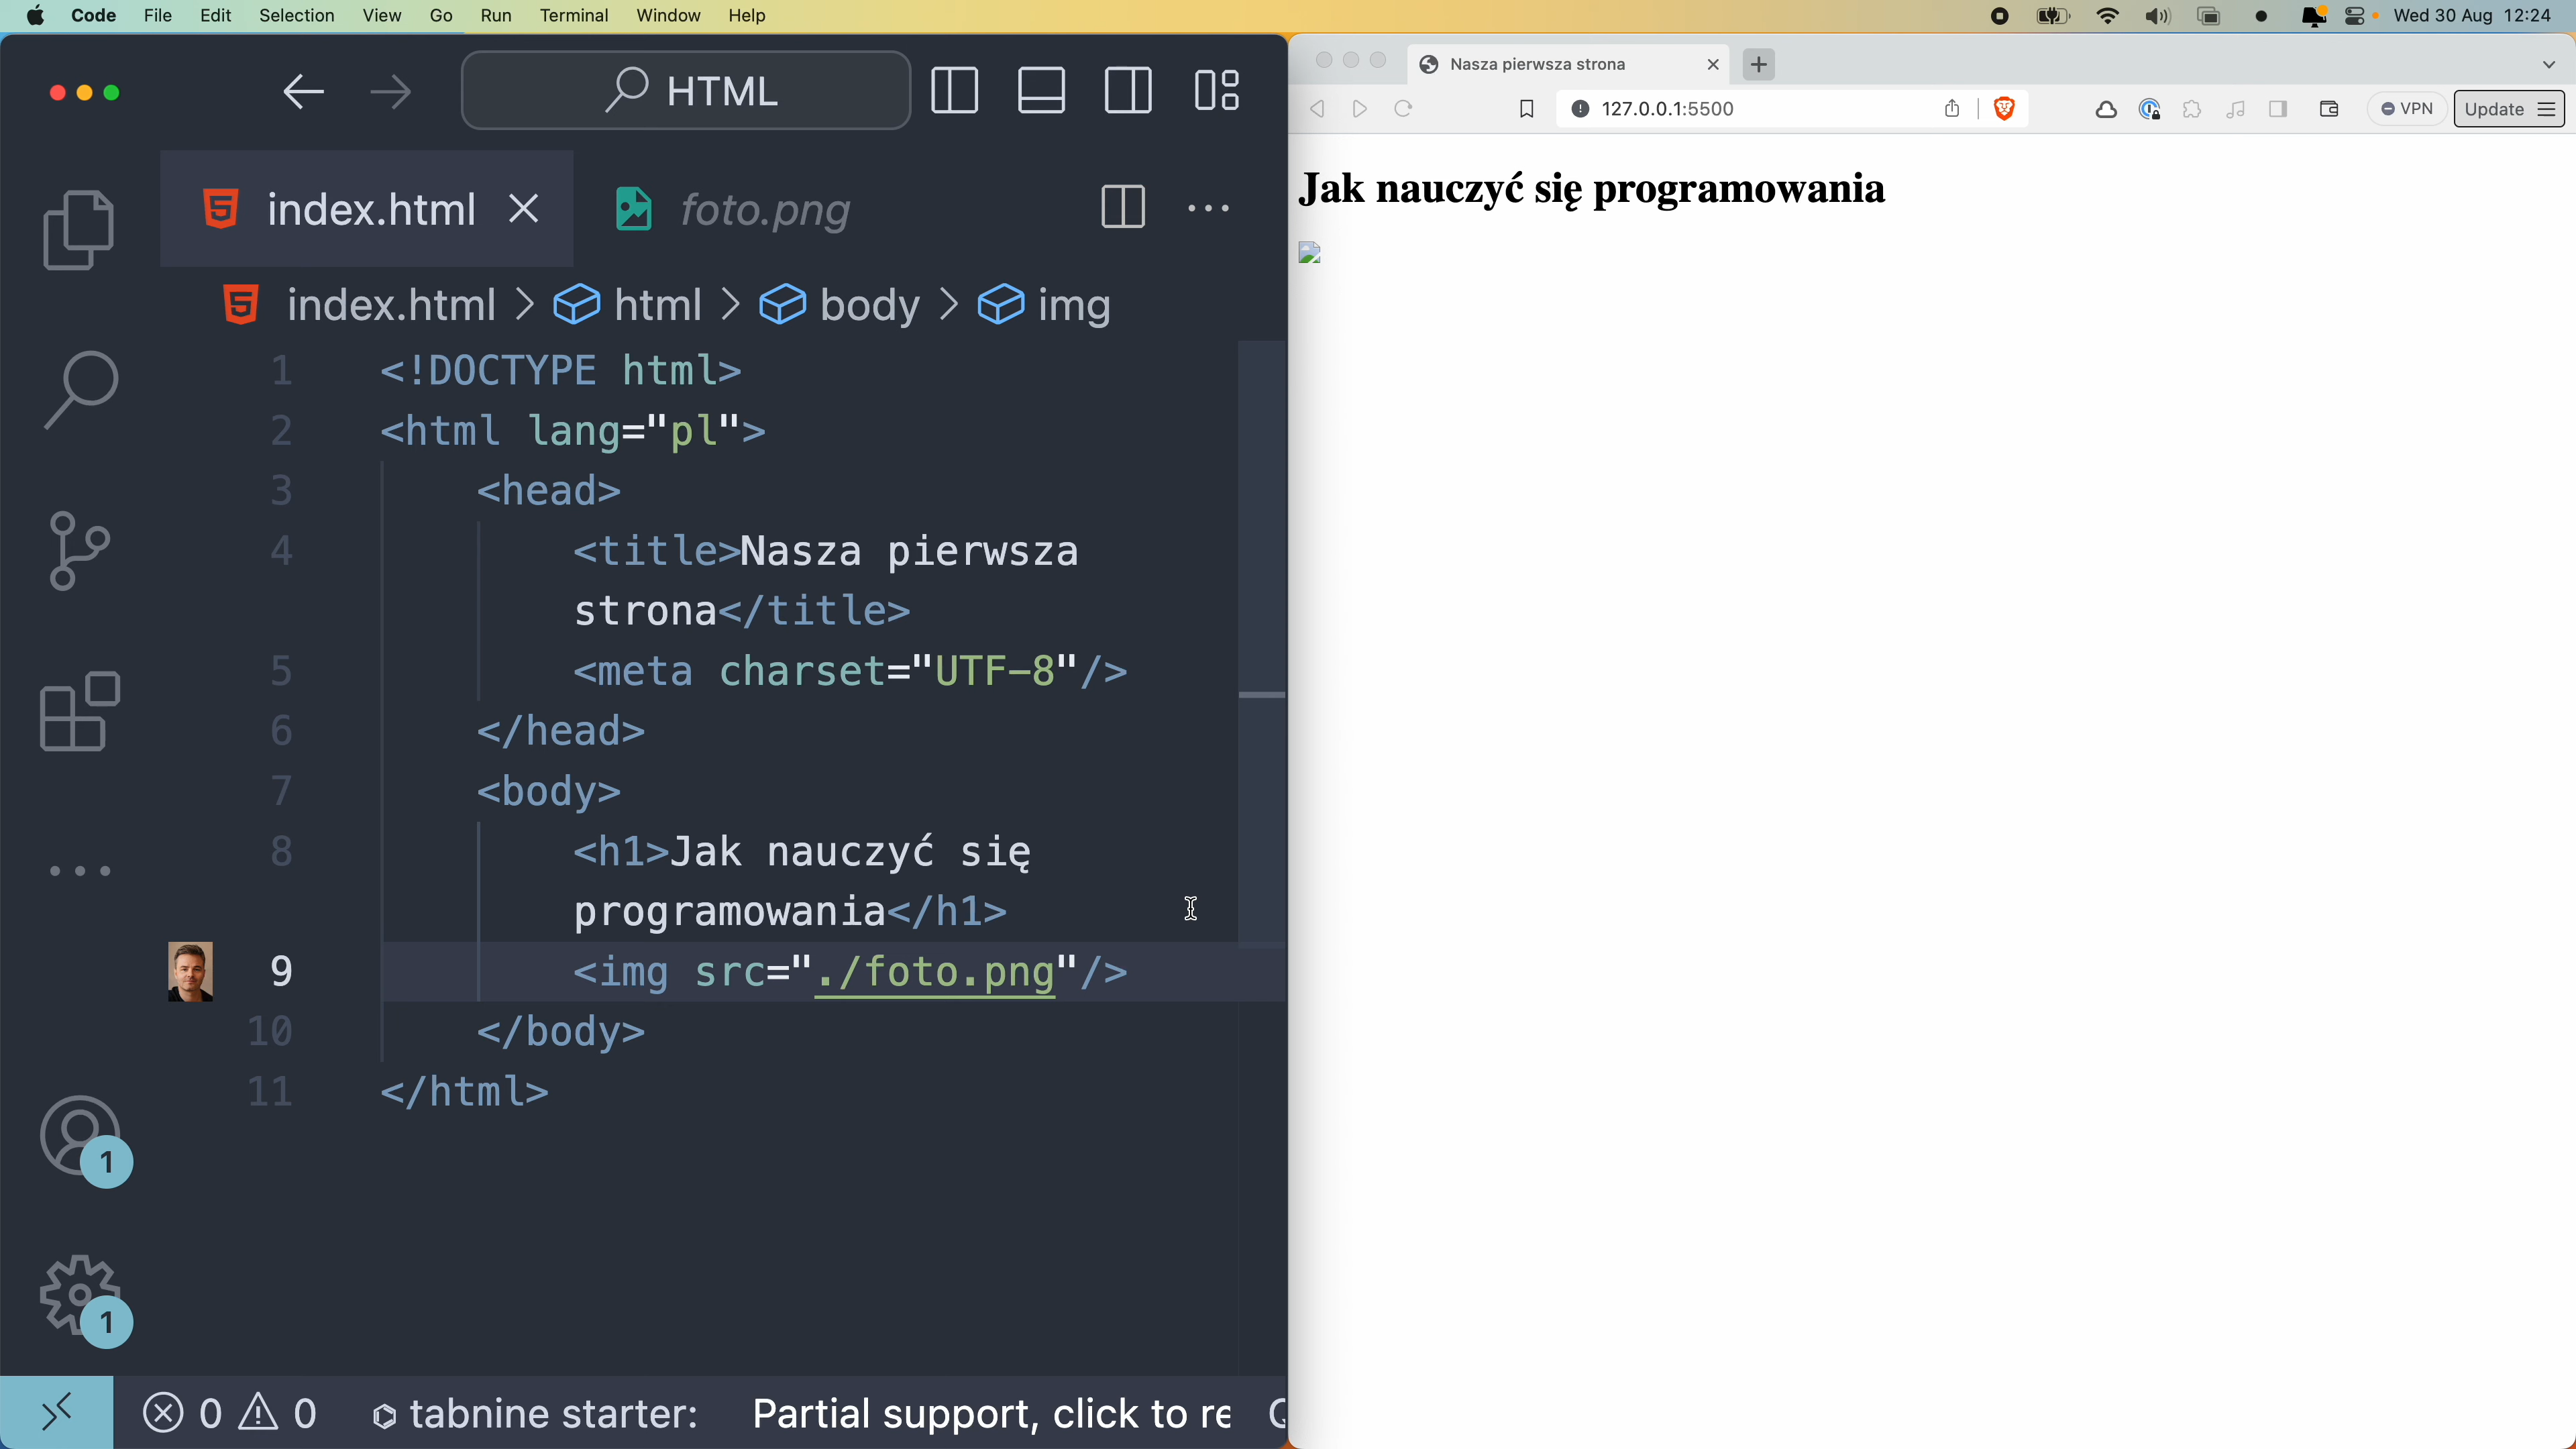 Code File Edit Selection View Go Run Terminal Window Help Wed 30 Aug 12:24
HTML
index.html foto.png
index.html > html > body > img
1 <!DOCTYPE html>
2 <html lang="pl">
3 <head>
4 <title>Nasza pierwsza
strona</title>
5 <meta charset="UTF-8"/>
6 </head>
7 <body>
8 <h1>Jak nauczyć się
programowania</h1>
9 <img src="./foto.png"/>
10 </body>
11 </html>
1
1
0 0 tabnine starter: Partial support, click to re
Nasza pierwsza strona
127.0.0.1:5500 VPN Update
Jak nauczyć się programowania